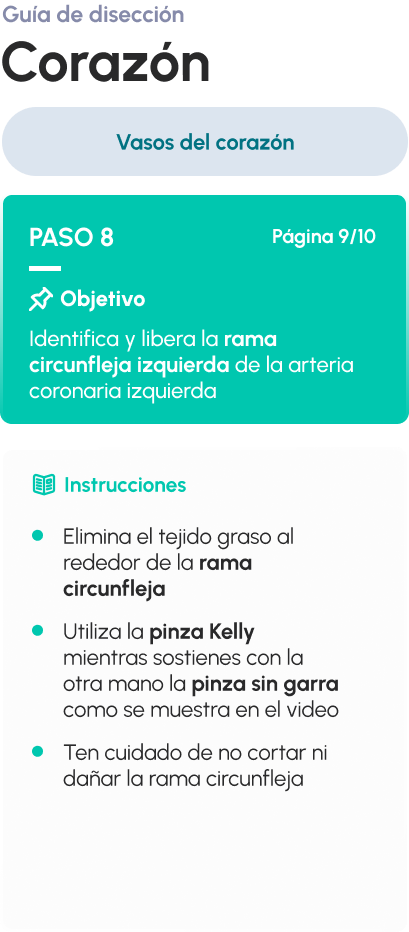 Guía de disección
Corazón
Vasos del corazón
PASO 8
Página 9/10
Objetivo
Identifica y libera la rama
circunfleja izquierda de la arteria
coronaria izquierda
Instrucciones
Elimina el tejido graso al
rededor de la rama
circunfleja
Utiliza la pinza Kelly
mientras sostienes con la
otra mano la pinza sin garra
como se muestra en el video
Ten cuidado de no cortar ni
dañar la rama circunfleja